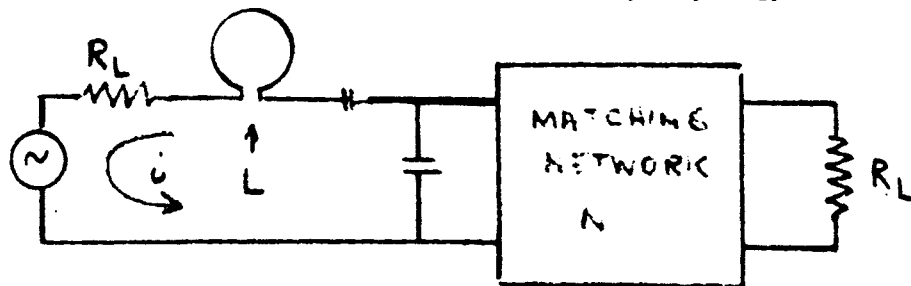 R_L
i
L
MATCHING
NETWORK
N
R_L